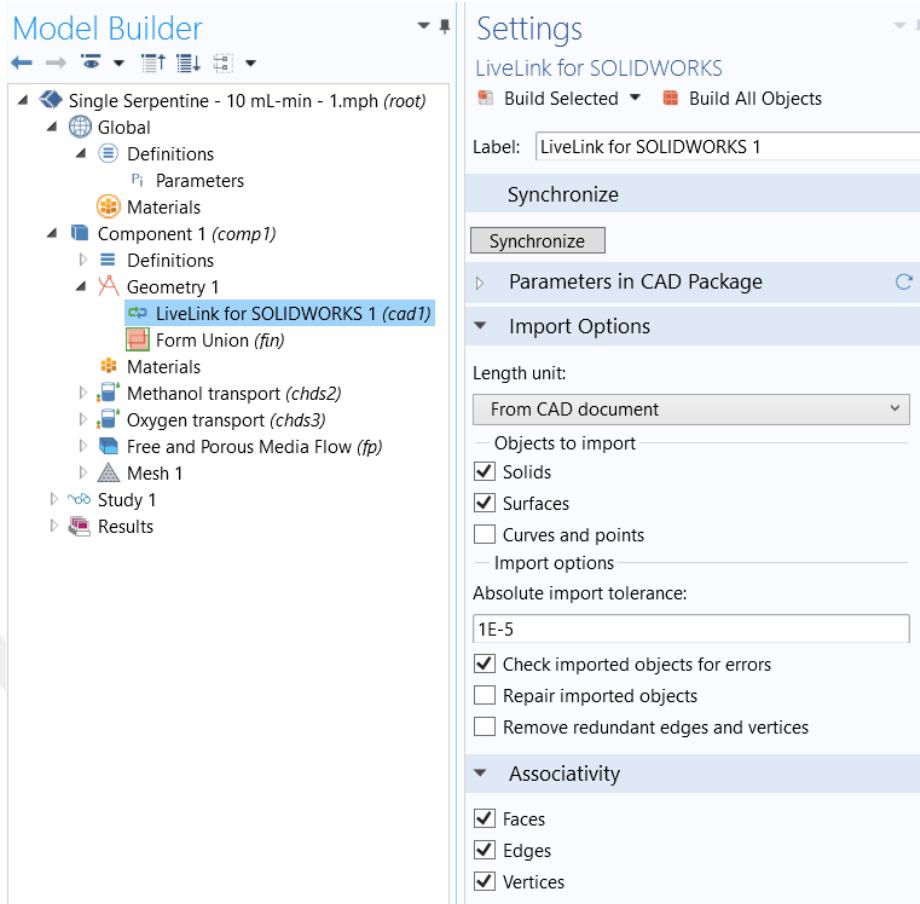 Model Builder
Single Serpentine - 10 mL-min - 1.mph (root)
Global
Definitions
Pi Parameters
Materials
Component 1 (comp1)
Definitions
Geometry 1
LiveLink for SOLIDWORKS 1 (cad1)
Form Union (fin)
Materials
Methanol transport (chds2)
Oxygen transport (chds3)
Free and Porous Media Flow (fp)
Mesh 1
Study 1
Results
Settings
LiveLink for SOLIDWORKS
Build Selected
Build All Objects
Label: LiveLink for SOLIDWORKS 1
Synchronize
Synchronize
Parameters in CAD Package
Import Options
Length unit:
From CAD document
Objects to import
Solids
Surfaces
Curves and points
Import options
Absolute import tolerance:
1E-5
Check imported objects for errors
Repair imported objects
Remove redundant edges and vertices
Associativity
Faces
Edges
Vertices